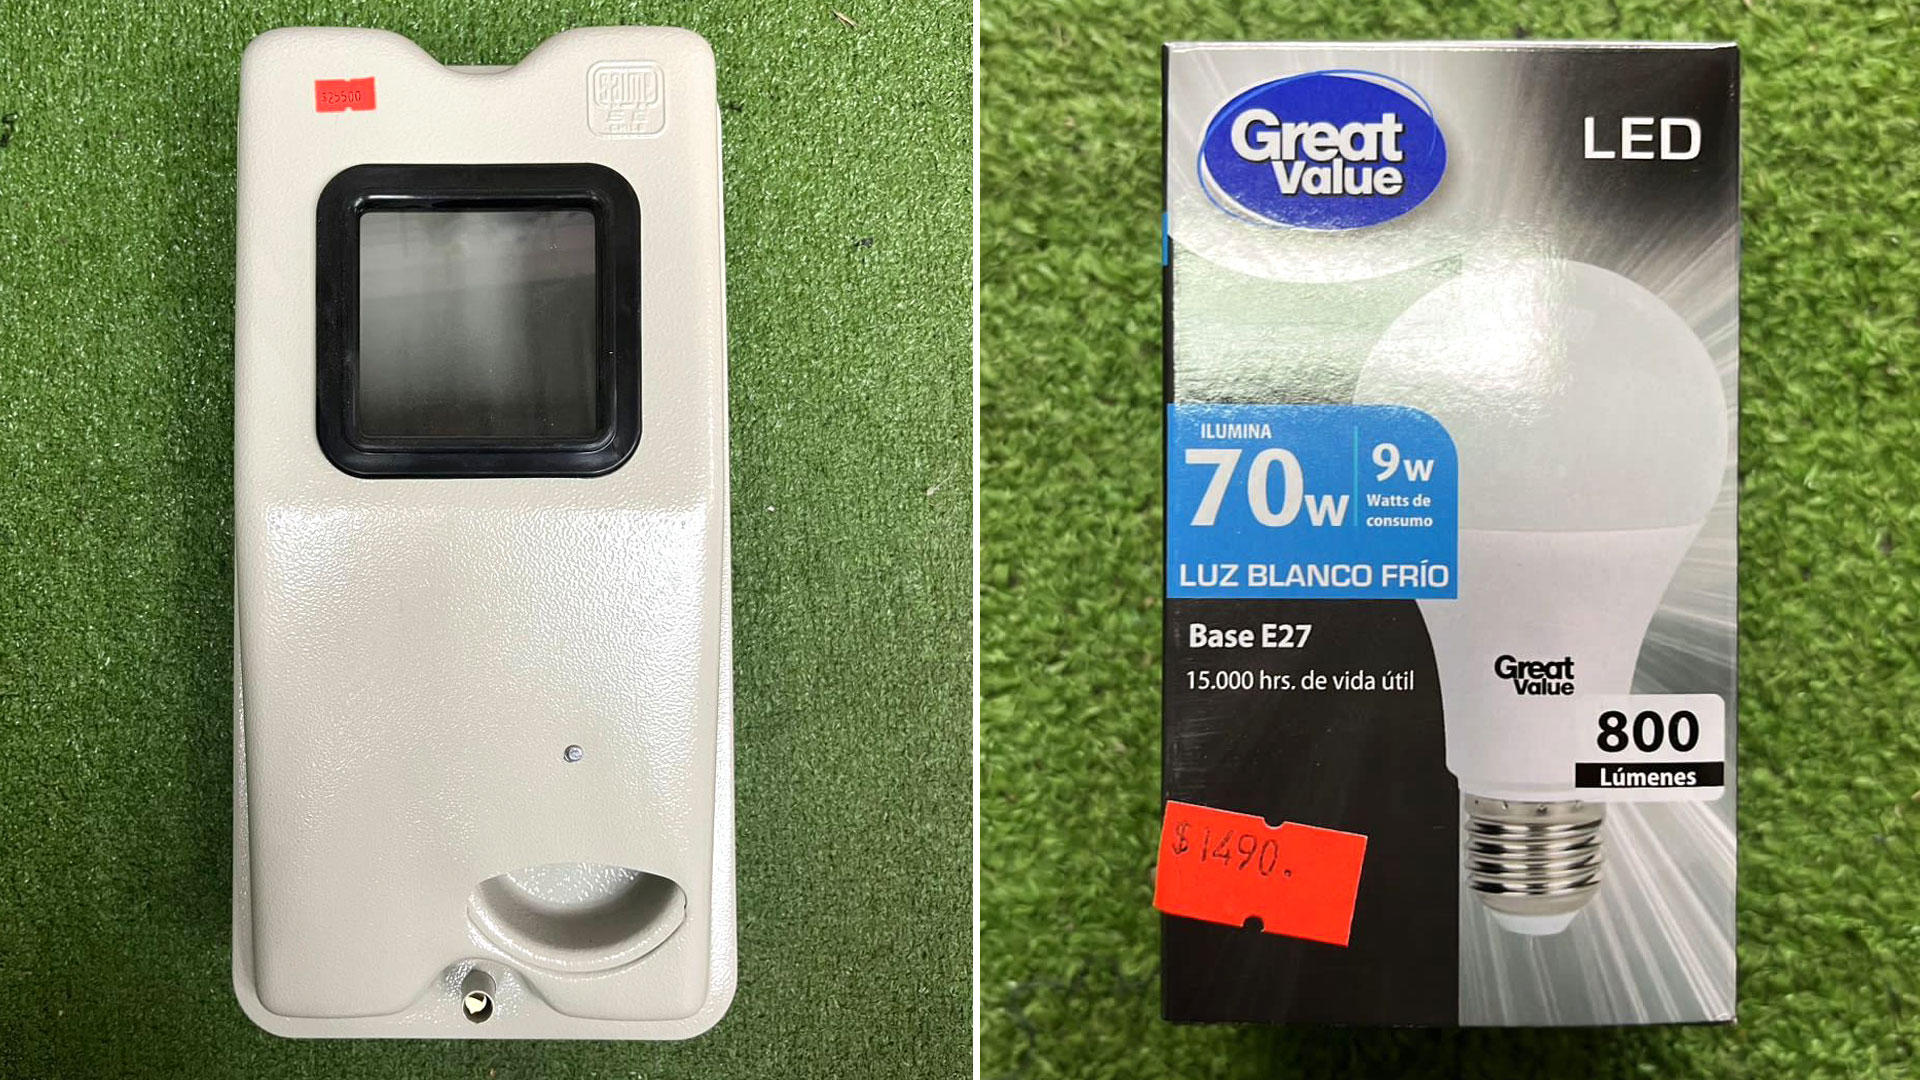 $25500
saime
Great
Value
LED
ILUMINA
70w
9w
Watts de
consumo
LUZ BLANCO FRÍO
Base E27
15.000 hrs. de vida útil
Great
Value
800
Lúmenes
$1490.